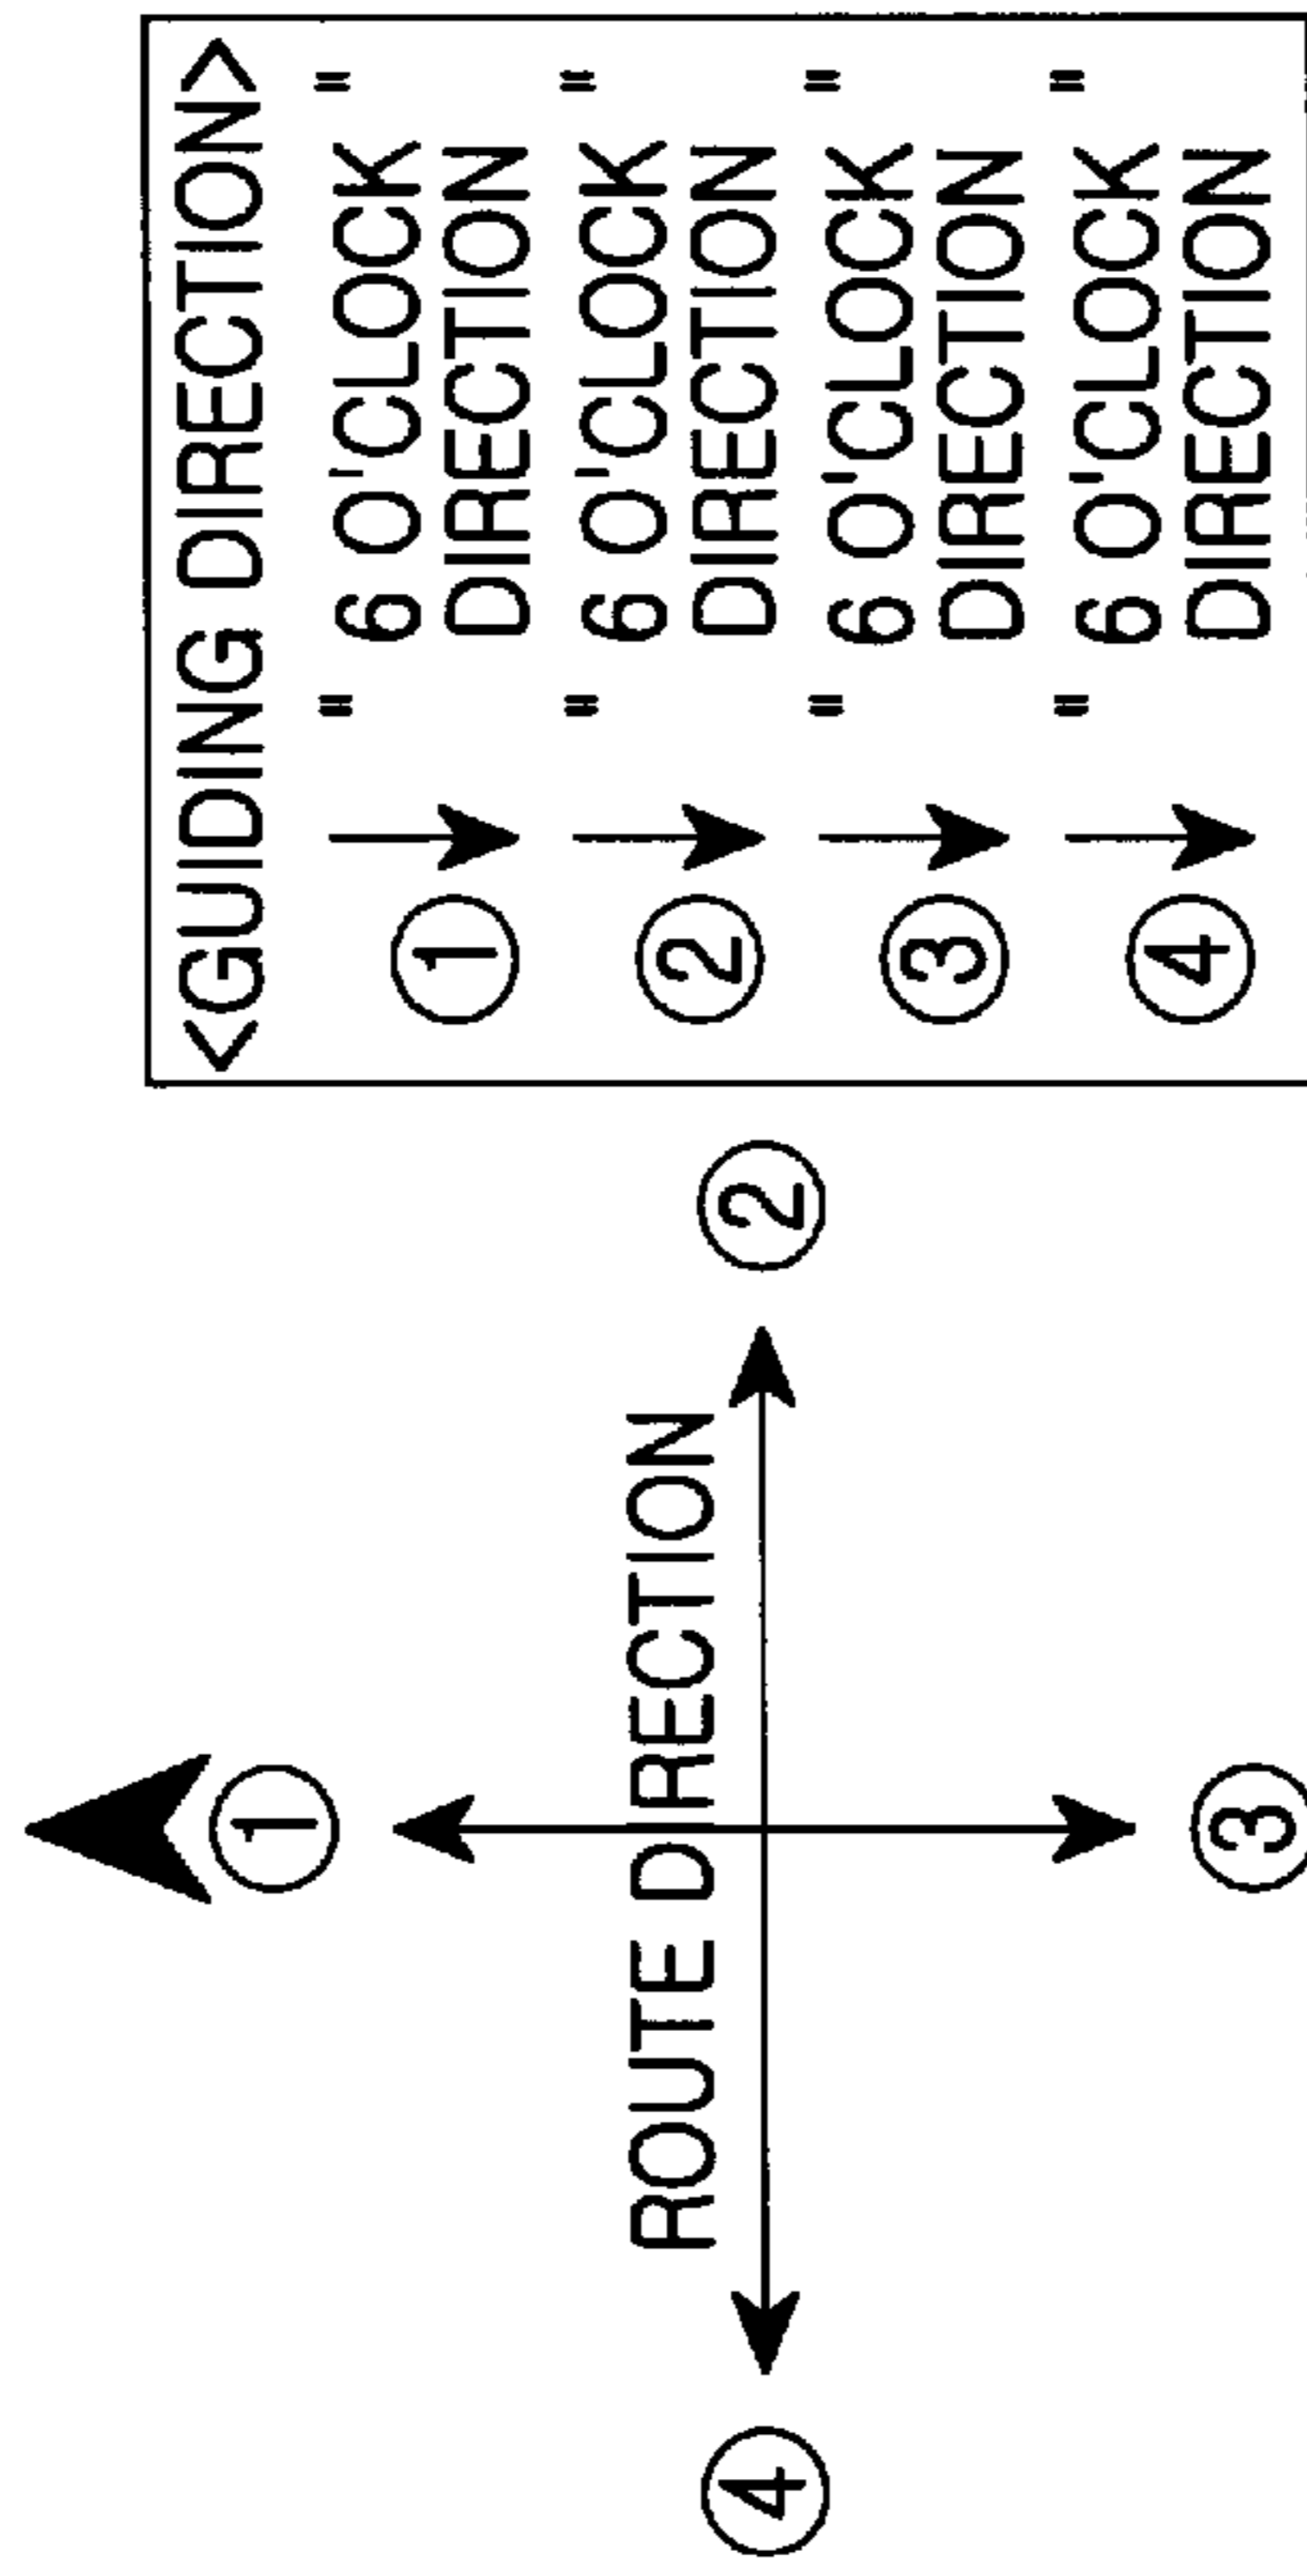 ①
ROUTE DIRECTION
④
②
③
<GUIDING DIRECTION>
① " 6 O'CLOCK "
DIRECTION
② " 6 O'CLOCK "
DIRECTION
③ " 6 O'CLOCK "
DIRECTION
④ " 6 O'CLOCK "
DIRECTION